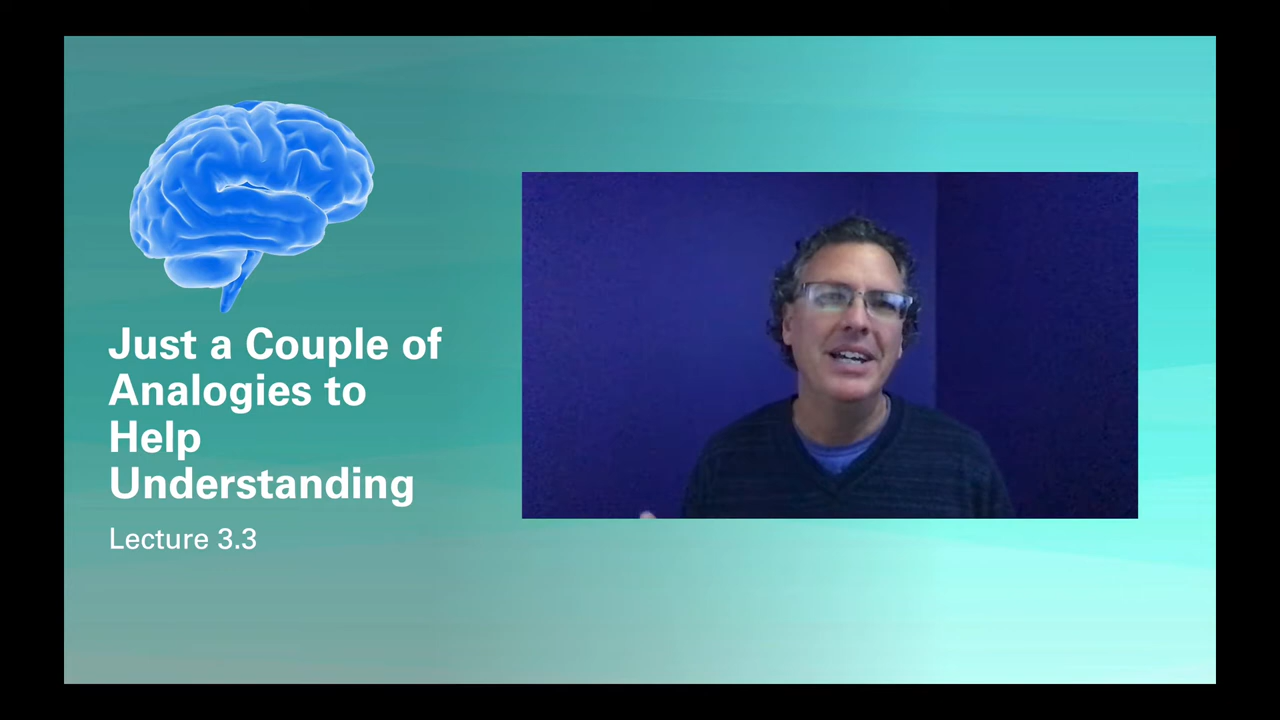 Just a Couple of
Analogies to
Help
Understanding
Lecture 3.3